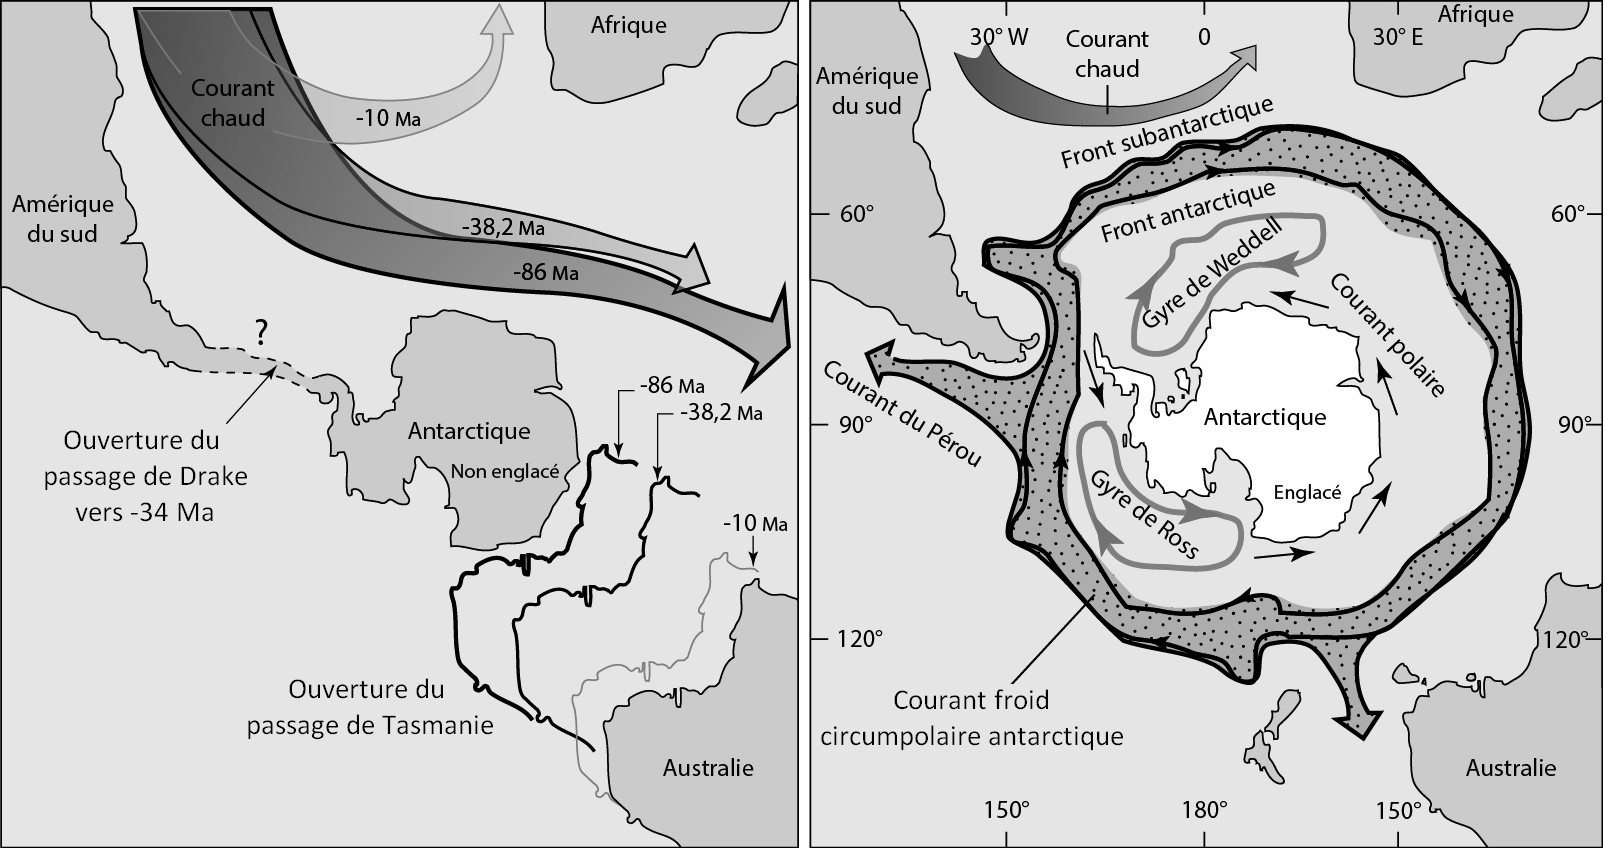 Afrique
Courant
chaud
-10 Ma
Amérique
du sud
-38,2 Ma
-86 Ma
?
-86 Ma
-38,2 Ma
Ouverture du
passage de Drake
vers -34 Ma
Antarctique
Non englacé
-10 Ma
Ouverture du
passage de Tasmanie
Australie
30° W
Courant
chaud
0
30° E
Afrique
Amérique
du sud
Front subantarctique
60°
Front antarctique
60°
Gyre de Weddell
Courant polaire
Courant du Pérou
90°
Antarctique
90°
Englacé
Gyre de Ross
120°
120°
Courant froid
circumpolaire antarctique
Australie
150°
180°
150°